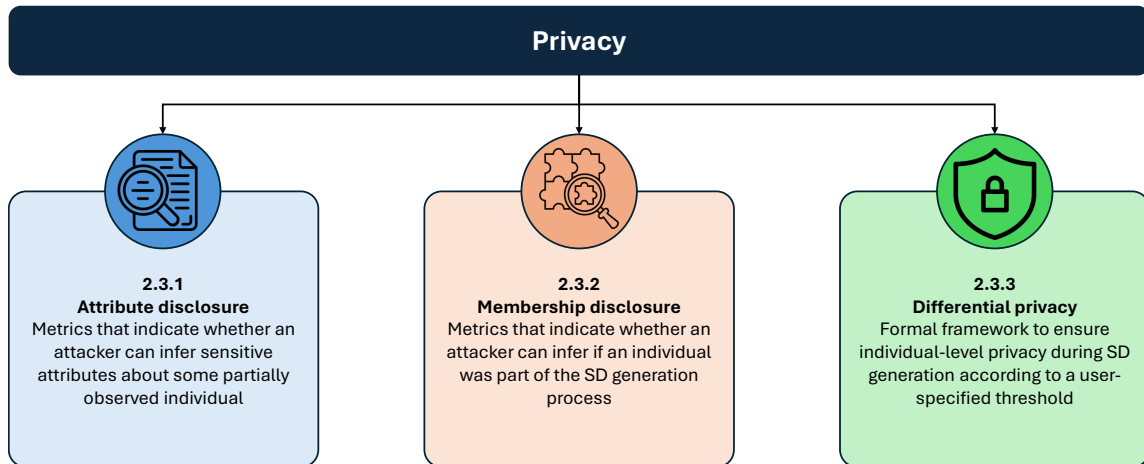 Privacy
2.3.1
Attribute disclosure
Metrics that indicate whether an
attacker can infer sensitive
attributes about some partially
observed individual
2.3.2
Membership disclosure
Metrics that indicate whether an
attacker can infer if an individual
was part of the SD generation
process
2.3.3
Differential privacy
Formal framework to ensure
individual-level privacy during SD
generation according to a user-
specified threshold